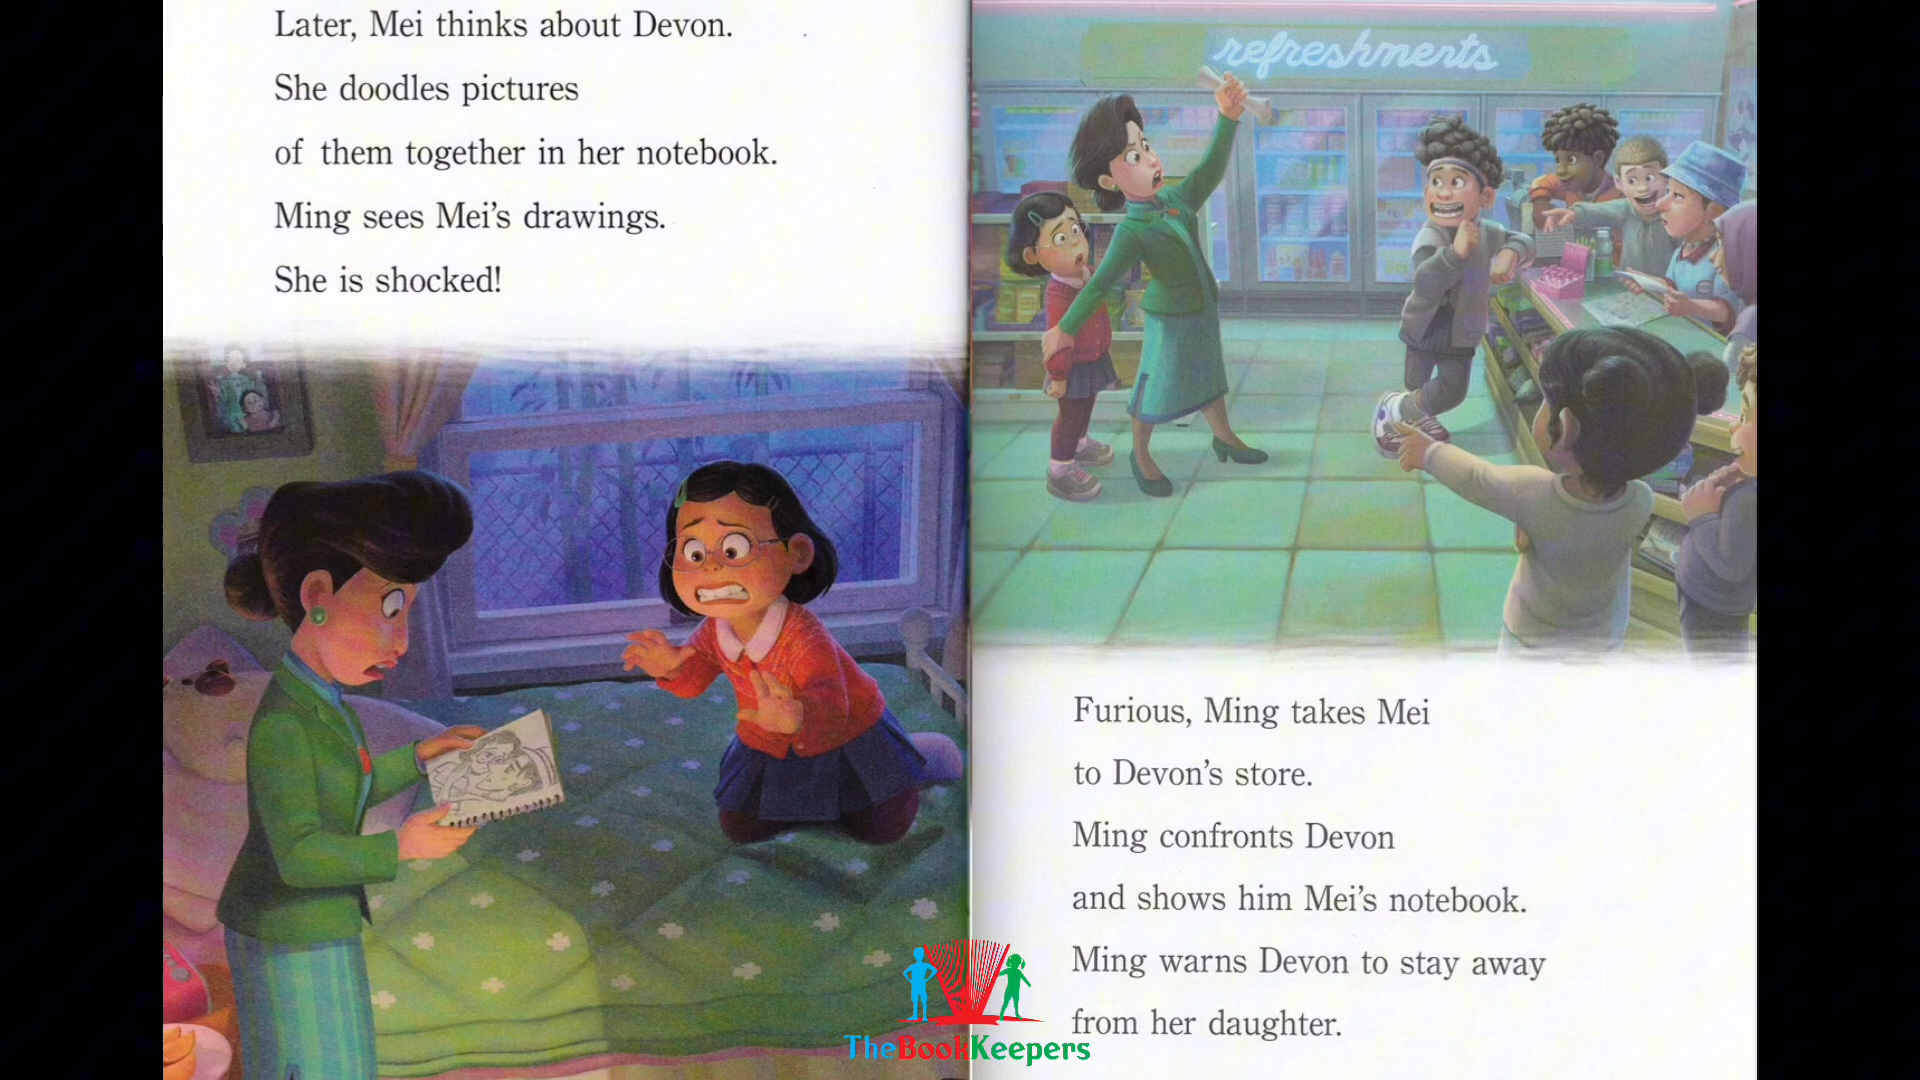 Later, Mei thinks about Devon.
She doodles pictures
of them together in her notebook.
Ming sees Mei's drawings.
She is shocked!
refreshments
Furious, Ming takes Mei
to Devon's store.
Ming confronts Devon
and shows him Mei's notebook.
Ming warns Devon to stay away
from her daughter.
TheBookKeepers